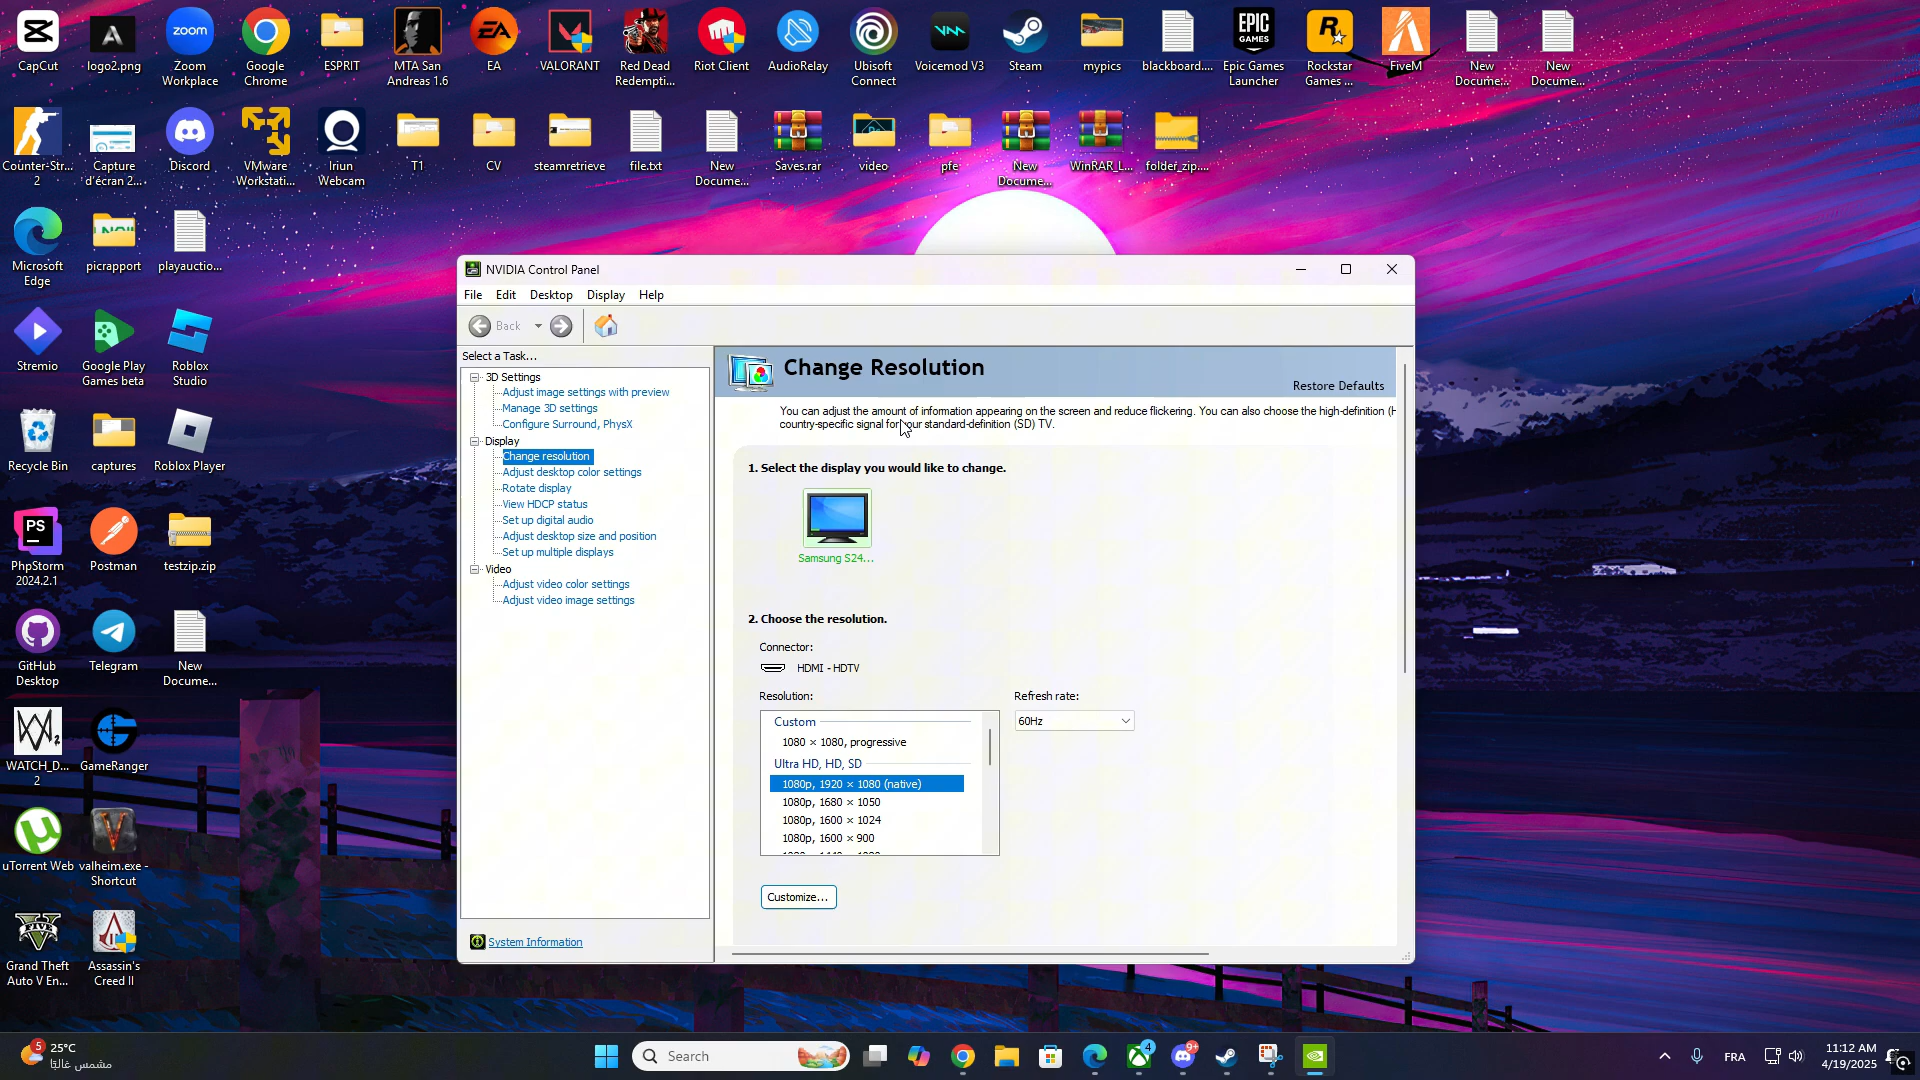 CapCut
logo2.png
zoom
Zoom
Workplace
Google
Chrome
ESPRIT
MTA San
Andreas 1.6
EA
EA
VALORANT
Red Dead
Redempti...
Riot Client
AudioRelay
Ubisoft
Connect
Voicemod V3
Steam
mypics
blackboard....
EPIC
GAMES
Epic Games
Launcher
Rockstar
Games ...
FiveM
New
Docume...
New
Docume...
Counter-Str...
2
Capture
d'écran 2...
Discord
VMware
Workstati...
Iriun
Webcam
T1
CV
steamretrieve
file.txt
New
Docume...
Saves.rar
video
pfe
New
Docume...
WinRAR_L...
folder_zip....
Microsoft
Edge
picrapport
playauctio...
Stremio
Google Play
Games beta
Roblox
Studio
Recycle Bin
captures
Roblox Player
PS
PhpStorm
2024.2.1
Postman
testzip.zip
GitHub
Desktop
Telegram
New
Docume...
WATCH_D...
2
GameRanger
uTorrent Web
valheim.exe -
Shortcut
FIVE
Grand Theft
Auto V En...
Assassin's
Creed II
NVIDIA Control Panel
File Edit Desktop Display Help
Back
Select a Task...
3D Settings
Adjust image settings with preview
Manage 3D settings
Configure Surround, PhysX
Display
Change resolution
Adjust desktop color settings
Rotate display
View HDCP status
Set up digital audio
Adjust desktop size and position
Set up multiple displays
Video
Adjust video color settings
Adjust video image settings
System Information
Change Resolution
Restore Defaults
You can adjust the amount of information appearing on the screen and reduce flickering. You can also choose the high-definition (H
country-specific signal for your standard-definition (SD) TV.
1. Select the display you would like to change.
Samsung S24...
2. Choose the resolution.
Connector:
HDMI - HDTV
Resolution:
Refresh rate:
60Hz
Custom
1080 × 1080, progressive
Ultra HD, HD, SD
1080p, 1920 × 1080 (native)
1080p, 1680 × 1050
1080p, 1600 × 1024
1080p, 1600 × 900
Customize...
5
25°C
مشمس غالبًا
Search
4
9+
FRA
11:12 AM
4/19/2025